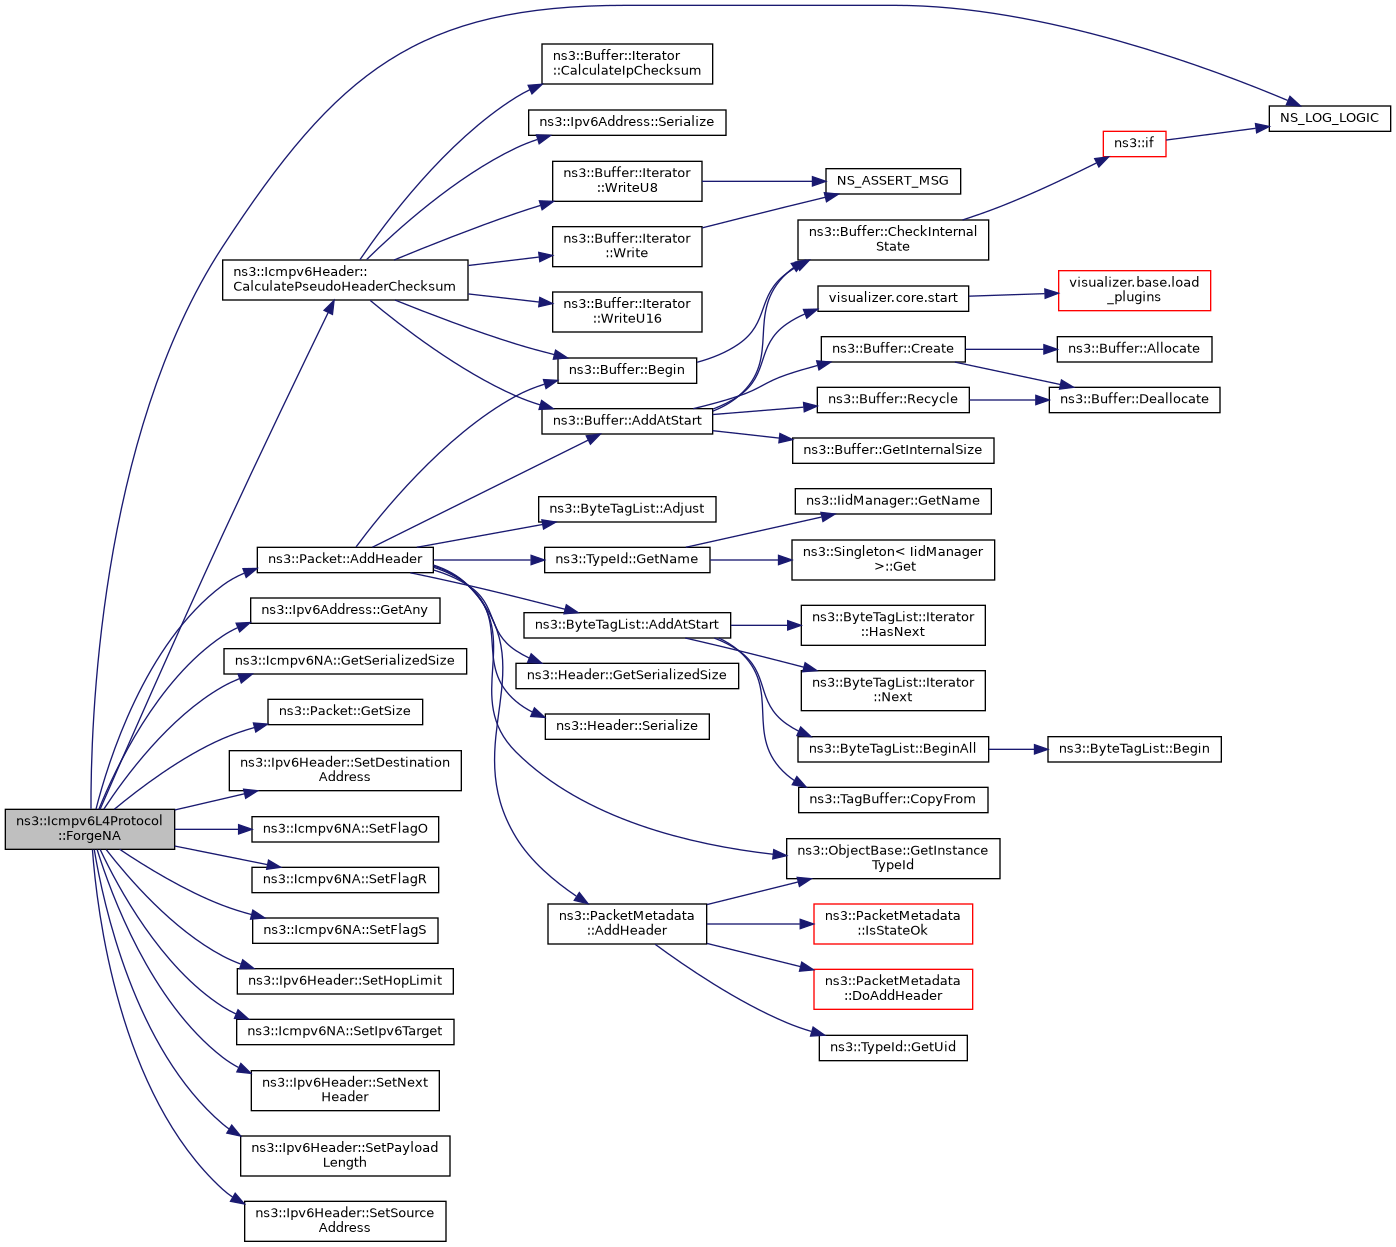 ns3::Icmpv6L4Protocol
::ForgeNA
ns3::Icmpv6Header::
CalculatePseudoHeaderChecksum
ns3::Packet::AddHeader
ns3::Ipv6Address::GetAny
ns3::Icmpv6NA::GetSerializedSize
ns3::Packet::GetSize
ns3::Ipv6Header::SetDestination
Address
ns3::Icmpv6NA::SetFlagO
ns3::Icmpv6NA::SetFlagR
ns3::Icmpv6NA::SetFlagS
ns3::Ipv6Header::SetHopLimit
ns3::Icmpv6NA::SetIpv6Target
ns3::Ipv6Header::SetNext
Header
ns3::Ipv6Header::SetPayload
Length
ns3::Ipv6Header::SetSource
Address
ns3::Buffer::Iterator
::CalculateIpChecksum
ns3::Ipv6Address::Serialize
ns3::Buffer::Iterator
::WriteU8
ns3::Buffer::Iterator
::Write
ns3::Buffer::Iterator
::WriteU16
ns3::Buffer::Begin
ns3::Buffer::AddAtStart
ns3::ByteTagList::Adjust
ns3::TypeId::GetName
ns3::ByteTagList::AddAtStart
ns3::Header::GetSerializedSize
ns3::Header::Serialize
ns3::PacketMetadata
::AddHeader
NS_ASSERT_MSG
ns3::Buffer::CheckInternal
State
visualizer.core.start
ns3::Buffer::Create
ns3::Buffer::Recycle
ns3::Buffer::GetInternalSize
ns3::IidManager::GetName
ns3::Singleton< IidManager
>::Get
ns3::ByteTagList::Iterator
::HasNext
ns3::ByteTagList::Iterator
::Next
ns3::ByteTagList::BeginAll
ns3::TagBuffer::CopyFrom
ns3::ObjectBase::GetInstance
TypeId
ns3::PacketMetadata
::IsStateOk
ns3::PacketMetadata
::DoAddHeader
ns3::TypeId::GetUid
ns3::if
visualizer.base.load
_plugins
ns3::Buffer::Allocate
ns3::Buffer::Deallocate
ns3::ByteTagList::Begin
NS_LOG_LOGIC